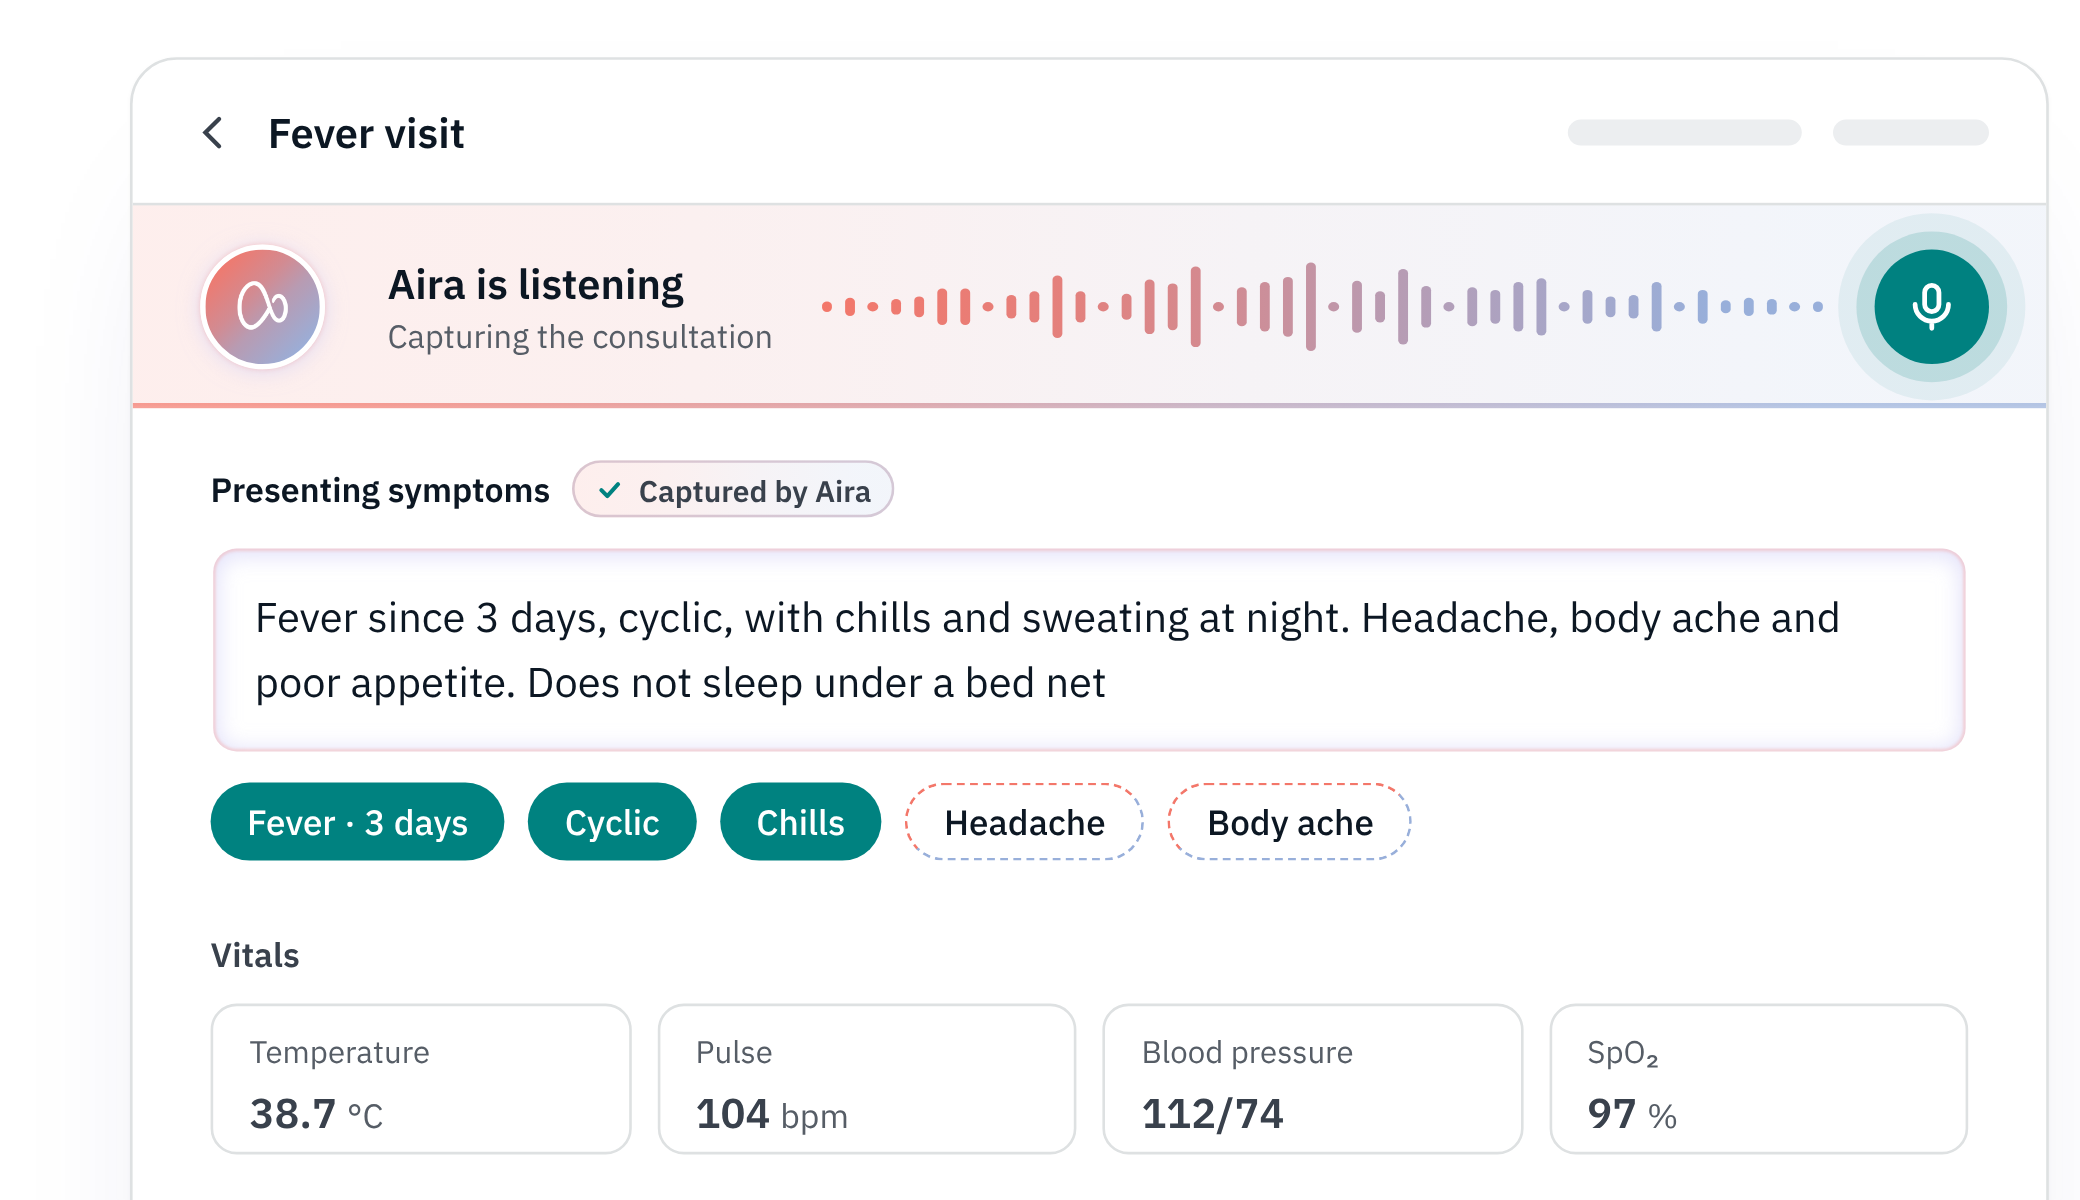 Fever visit
Aira is listening
Capturing the consultation
Presenting symptoms
Captured by Aira
Fever since 3 days, cyclic, with chills and sweating at night. Headache, body ache and
poor appetite. Does not sleep under a bed net
Fever · 3 days
Cyclic
Chills
Headache
Body ache
Vitals
Temperature
38.7 °C
Pulse
104 bpm
Blood pressure
112/74
SpO₂
97 %